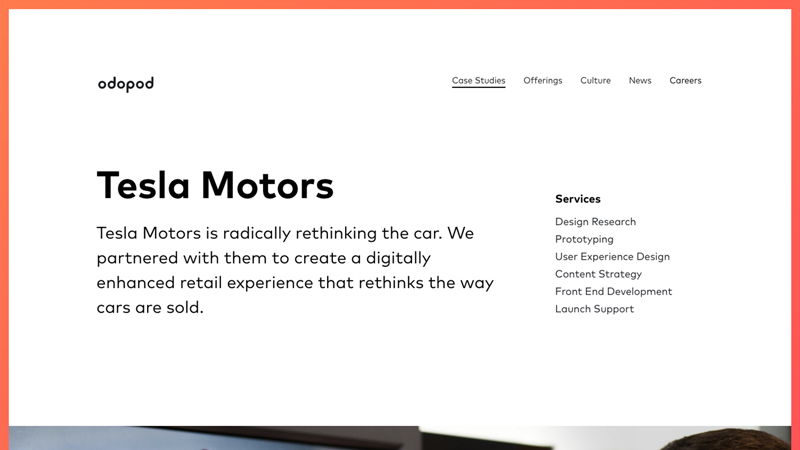 odopod
Case Studies Offerings Culture News Careers
Tesla Motors
Tesla Motors is radically rethinking the car. We
partnered with them to create a digitally
enhanced retail experience that rethinks the way
cars are sold.
Services
Design Research
Prototyping
User Experience Design
Content Strategy
Front End Development
Launch Support